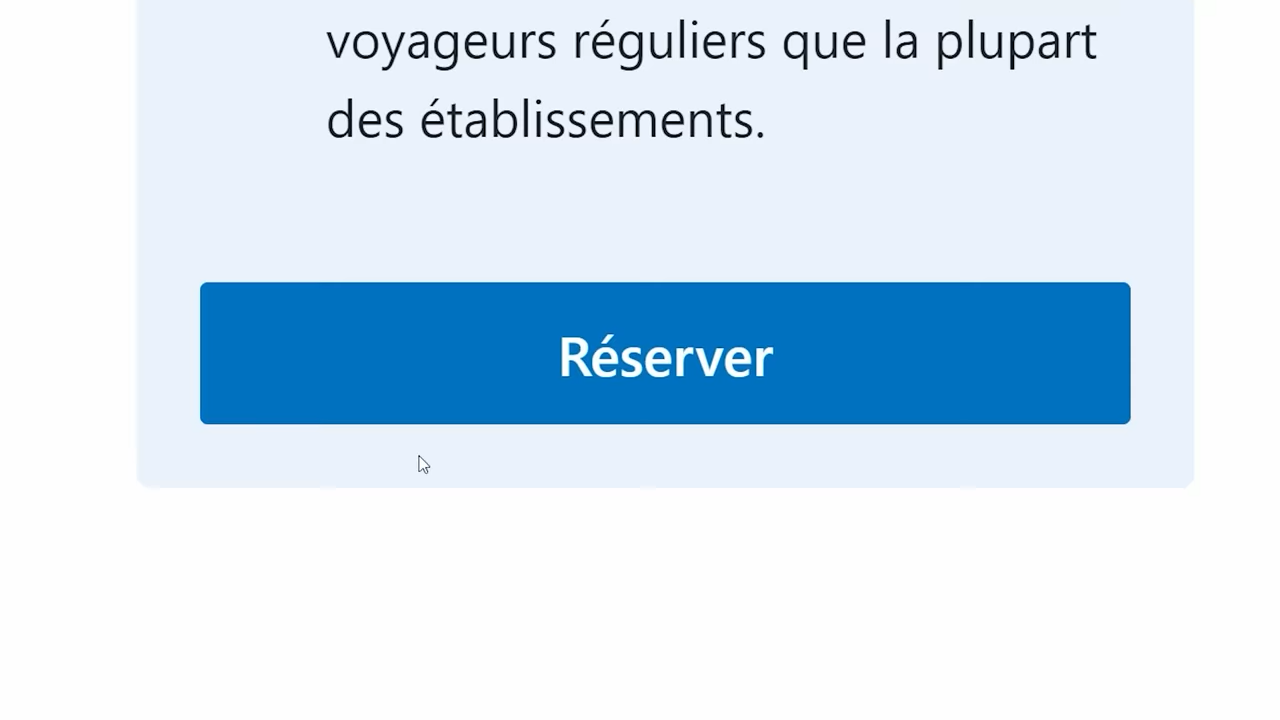 voyageurs réguliers que la plupart
des établissements.
Réserver